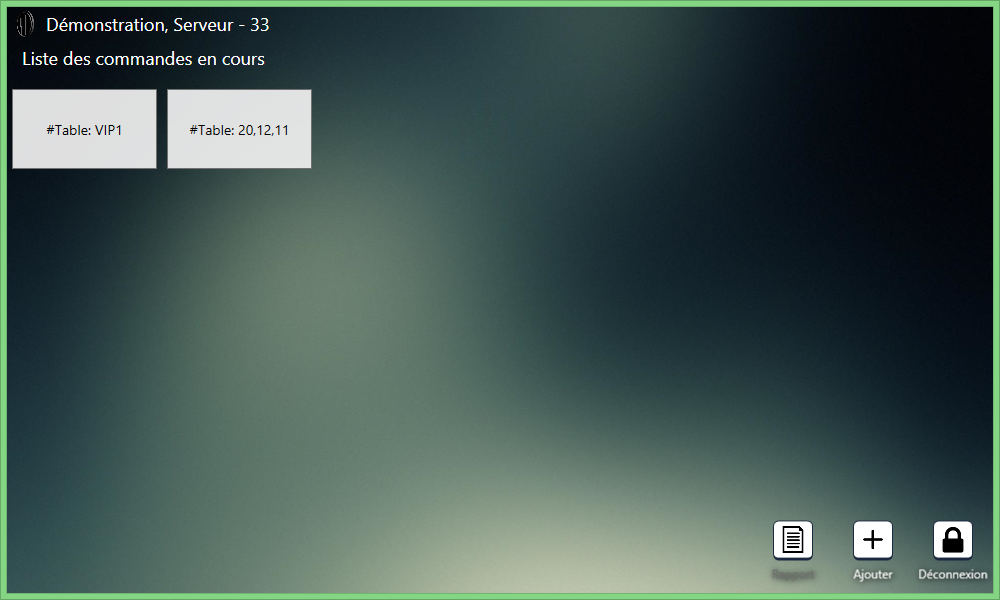 Démonstration, Serveur - 33
Liste des commandes en cours
#Table: VIP1
#Table: 20,12,11
Ajouter
Déconnexion